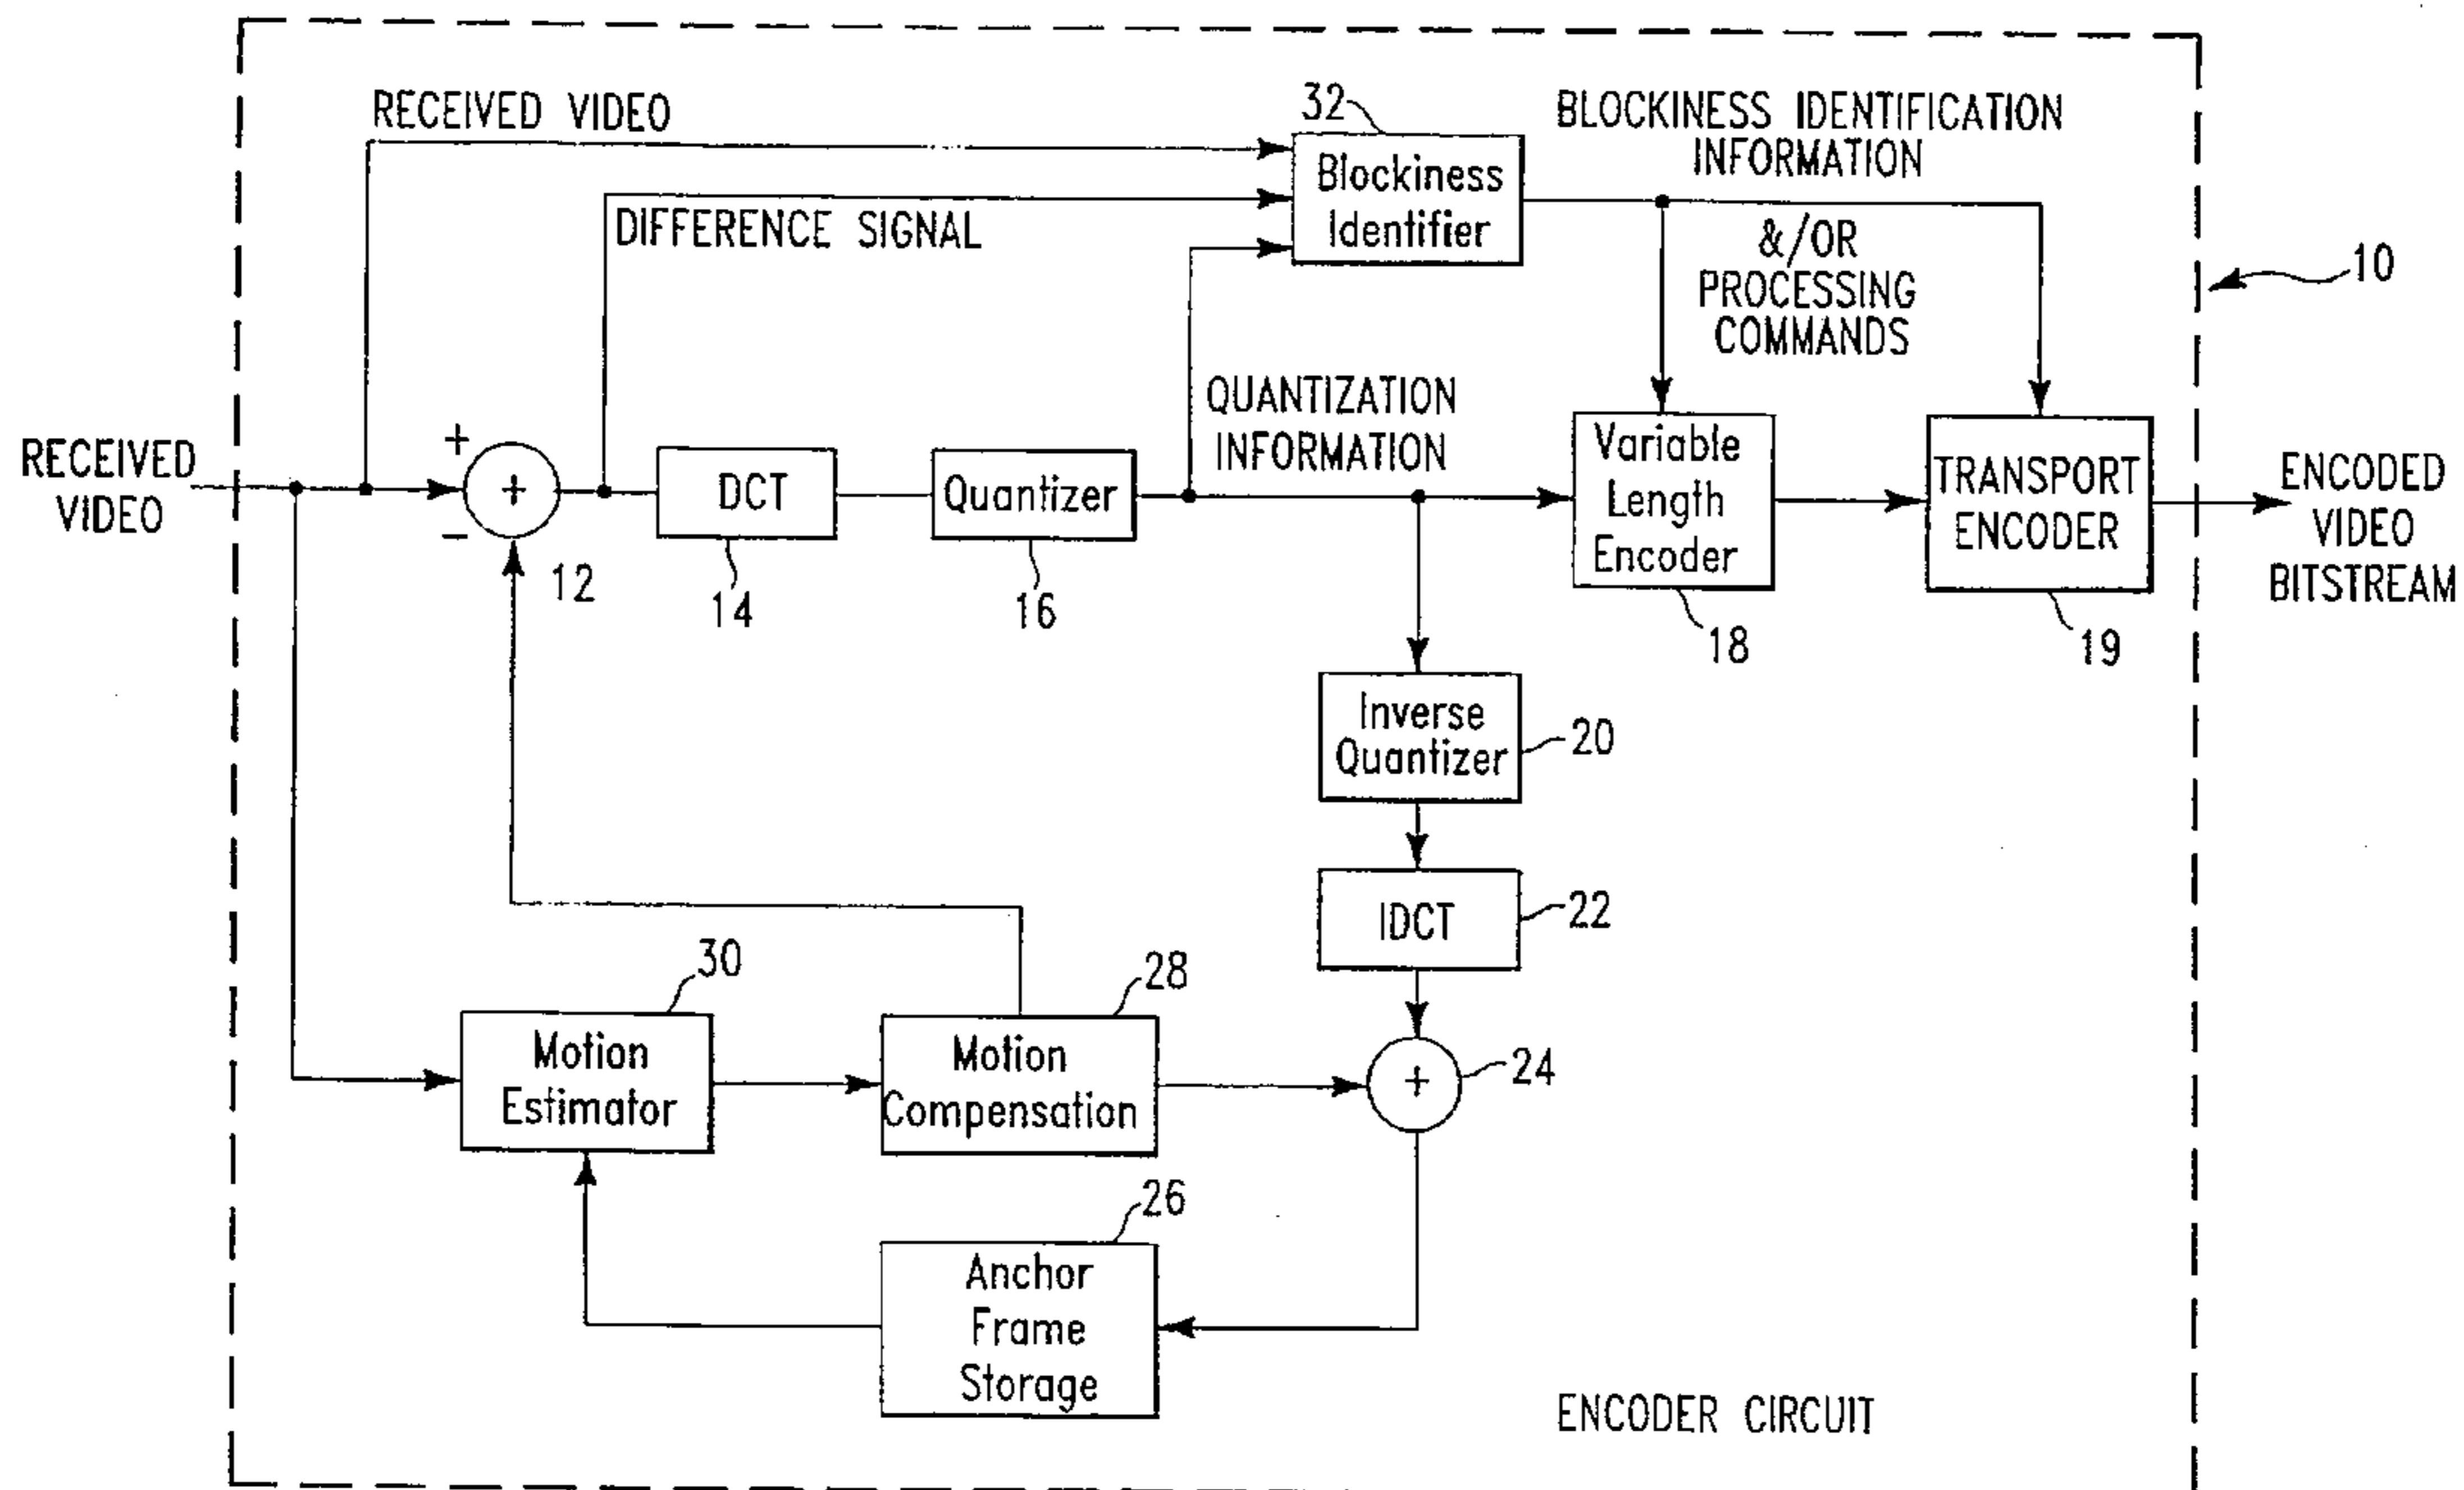 RECEIVED VIDEO
32
Blockiness
Identifier
BLOCKINESS IDENTIFICATION
INFORMATION
DIFFERENCE SIGNAL
&/OR
PROCESSING
COMMANDS
10
QUANTIZATION
INFORMATION
RECEIVED
VIDEO
+
+
−
12
DCT
14
Quantizer
16
Variable
Length
Encoder
18
TRANSPORT
ENCODER
19
ENCODED
VIDEO
BITSTREAM
Inverse
Quantizer
20
IDCT
22
30
Motion
Estimator
28
Motion
Compensation
+
24
26
Anchor
Frame
Storage
ENCODER CIRCUIT